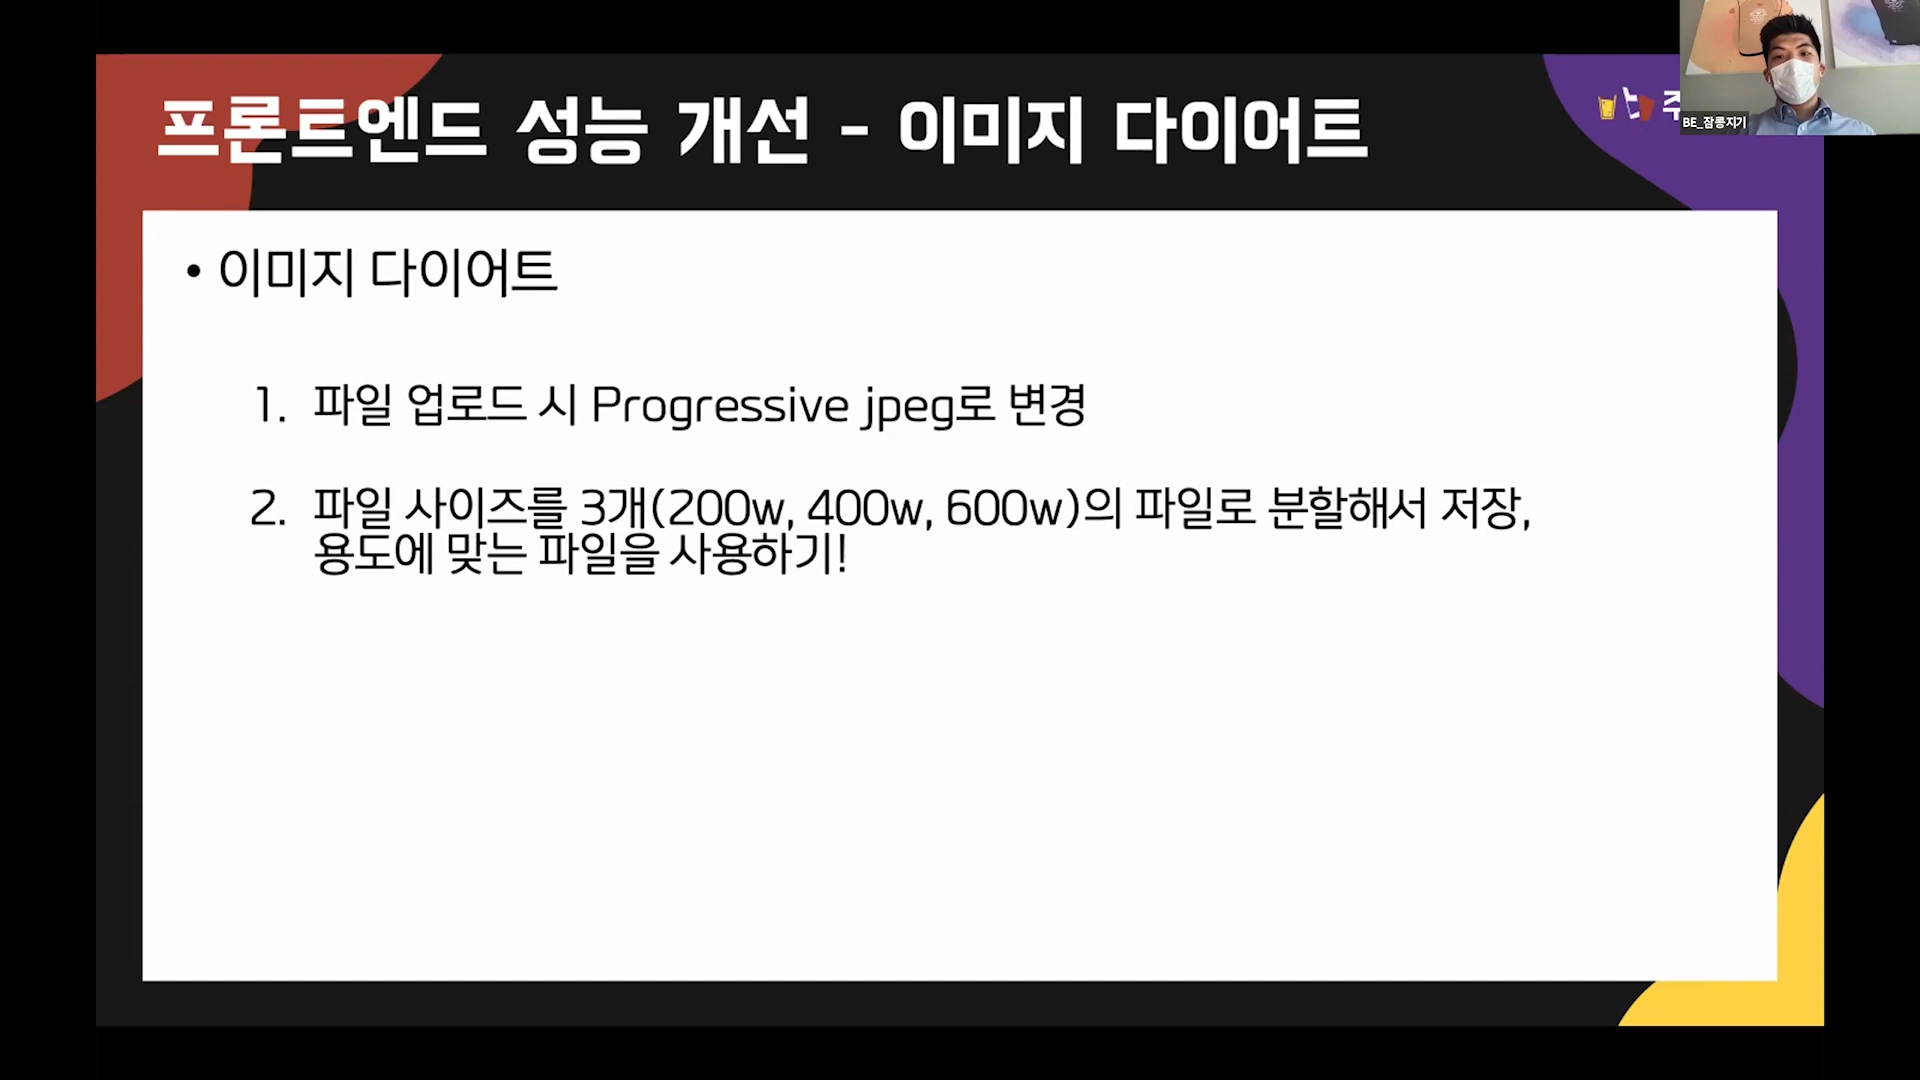 프론트엔드 성능 개선 - 이미지 다이어트
BE_잠콩지기
• 이미지 다이어트
1. 파일 업로드 시 Progressive jpeg로 변경
2. 파일 사이즈를 3개(200w, 400w, 600w)의 파일로 분할해서 저장,
용도에 맞는 파일을 사용하기!